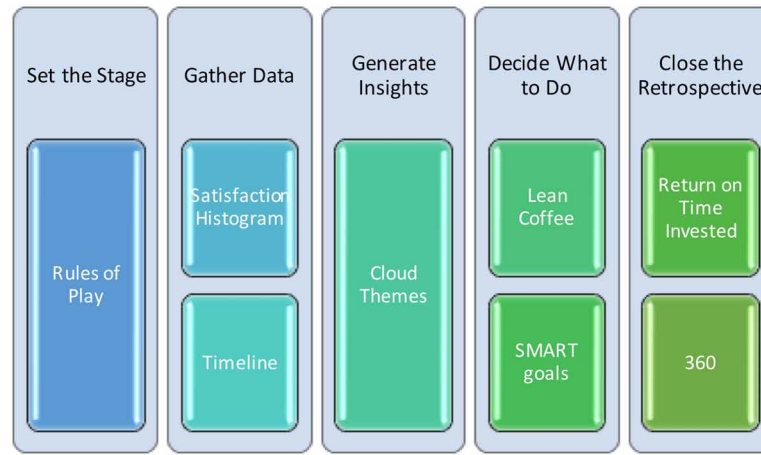 Set the Stage
Rules of
Play
Gather Data
Satisfaction
Histogram
Timeline
Generate
Insights
Cloud
Themes
Decide What
to Do
Lean
Coffee
SMART
goals
Close the
Retrospective
Return on
Time
Invested
360